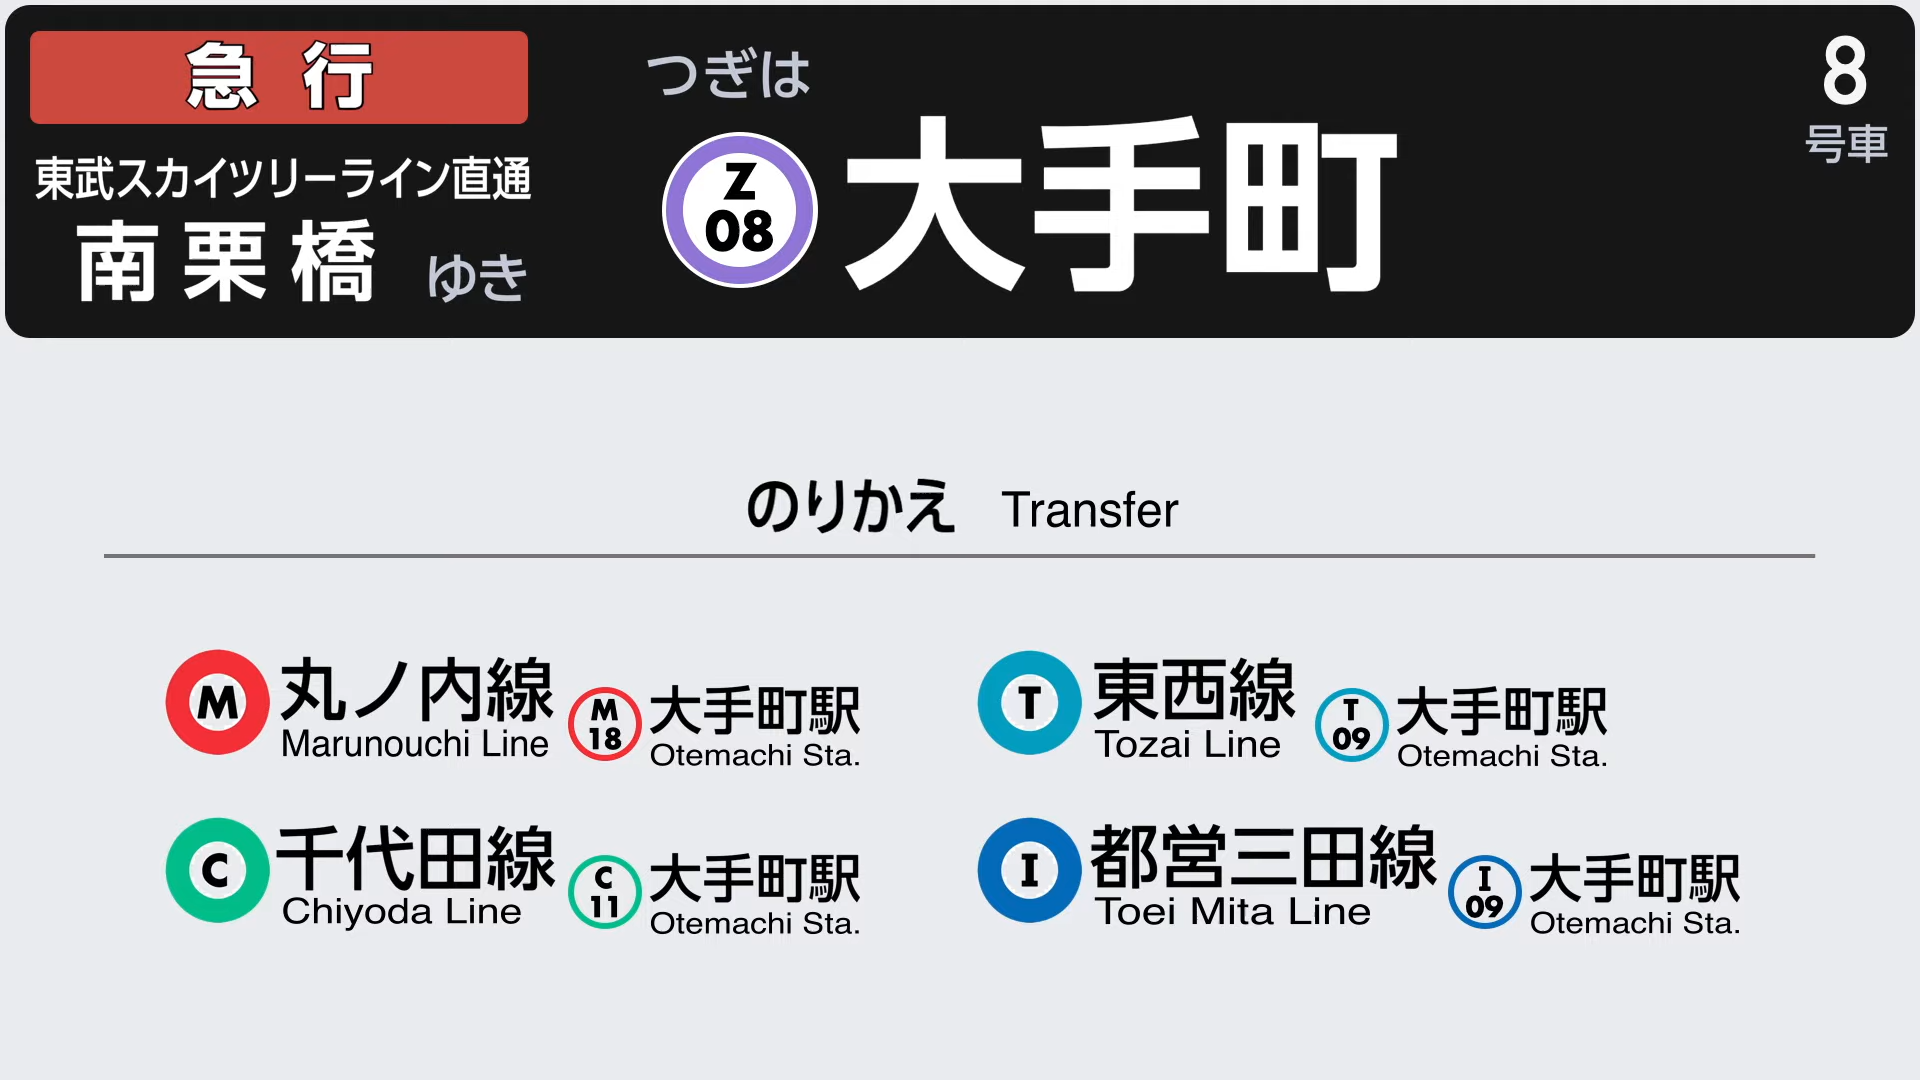 急行
東武スカイツリーライン直通
南栗橋 ゆき
つぎは
Z
08
大手町
8
号車
のりかえ Transfer
M
丸ノ内線
Marunouchi Line
M
18
大手町駅
Otemachi Sta.
T
東西線
Tozai Line
T
09
大手町駅
Otemachi Sta.
C
千代田線
Chiyoda Line
C
11
大手町駅
Otemachi Sta.
I
都営三田線
Toei Mita Line
I
09
大手町駅
Otemachi Sta.